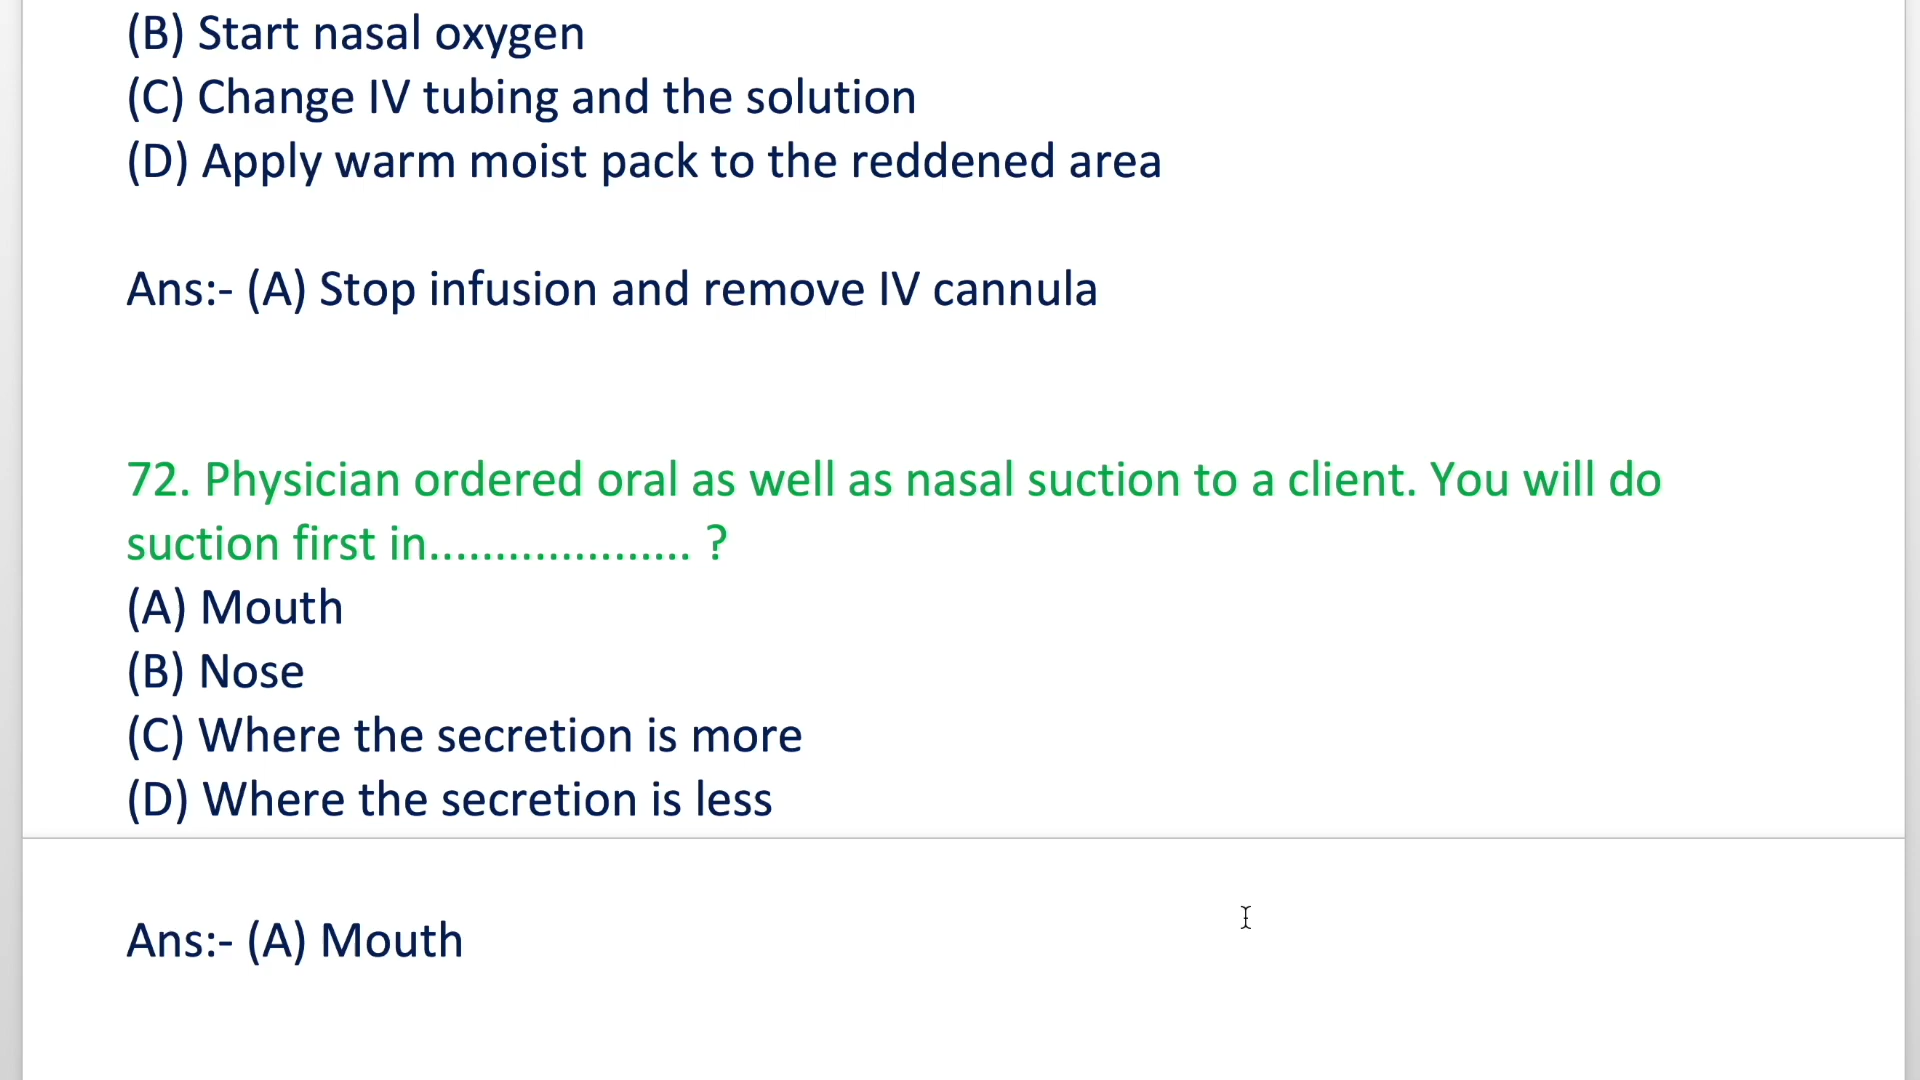 (B) Start nasal oxygen
(C) Change IV tubing and the solution
(D) Apply warm moist pack to the reddened area
Ans:- (A) Stop infusion and remove IV cannula
72. Physician ordered oral as well as nasal suction to a client. You will do
suction first in.................... ?
(A) Mouth
(B) Nose
(C) Where the secretion is more
(D) Where the secretion is less
Ans:- (A) Mouth